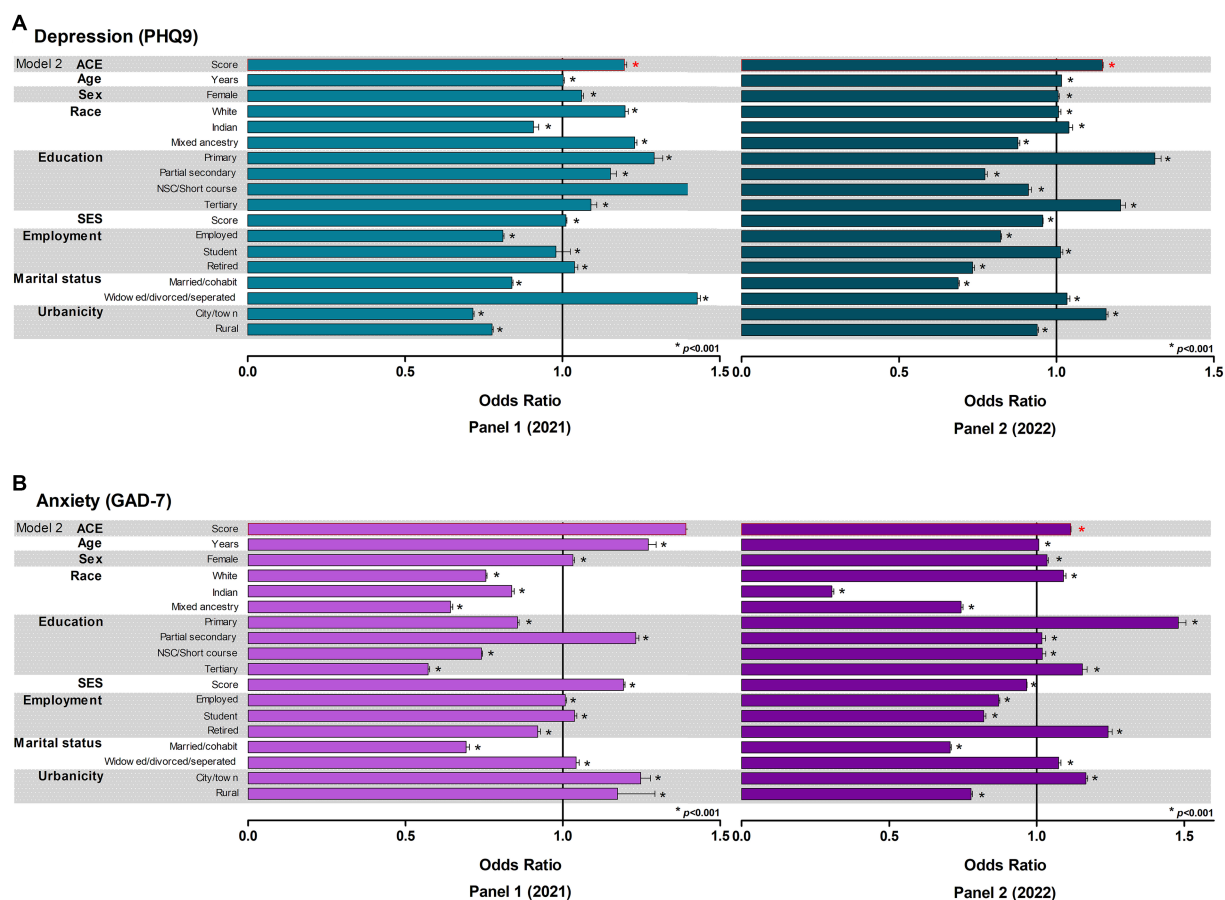 A
Depression (PHQ9)
Model 2 ACE Score * *
Age Years * *
Sex Female * *
Race White * *
Indian * *
Mixed ancestry * *
Education Primary * *
Partial secondary * *
NSC/Short course *
Tertiary * *
SES Score * *
Employment Employed * *
Student * *
Retired * *
Marital status Married/cohabit * *
Widowed/divorced/seperated * *
Urbanicity City/town * *
Rural * *
* p<0.001 * p<0.001
0.0 0.5 1.0 1.5 0.0 0.5 1.0 1.5
Odds Ratio Odds Ratio
Panel 1 (2021) Panel 2 (2022)
B
Anxiety (GAD-7)
Model 2 ACE Score *
Age Years * *
Sex Female * *
Race White * *
Indian * *
Mixed ancestry * *
Education Primary * *
Partial secondary * *
NSC/Short course * *
Tertiary * *
SES Score * *
Employment Employed * *
Student * *
Retired * *
Marital status Married/cohabit * *
Widowed/divorced/seperated * *
Urbanicity City/town * *
Rural * *
* p<0.001 * p<0.001
0.0 0.5 1.0 1.5 0.0 0.5 1.0 1.5
Odds Ratio Odds Ratio
Panel 1 (2021) Panel 2 (2022)